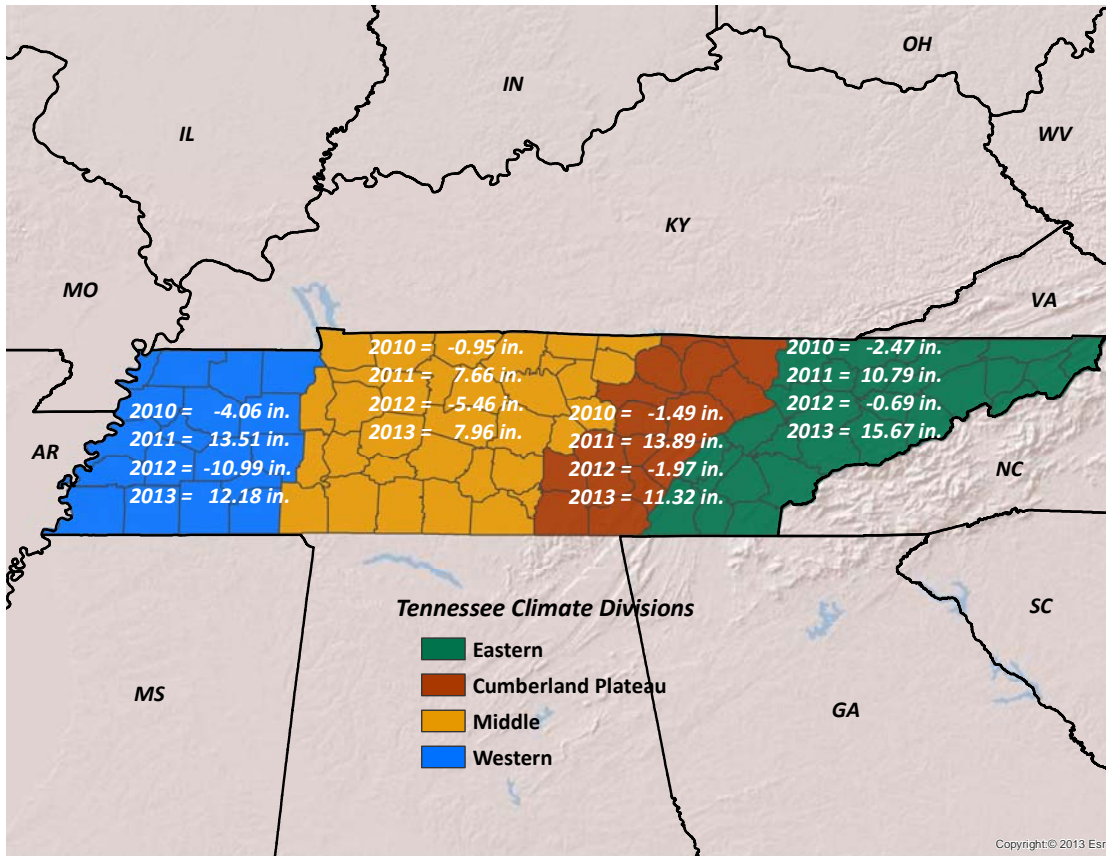 OH
IN
IL
WV
KY
MO
VA
2010 = -0.95 in.
2011 = 7.66 in.
2012 = -5.46 in.
2013 = 7.96 in.
2010 = -2.47 in.
2011 = 10.79 in.
2012 = -0.69 in.
2013 = 15.67 in.
2010 = -4.06 in.
2011 = 13.51 in.
2012 = -10.99 in.
2013 = 12.18 in.
2010 = -1.49 in.
2011 = 13.89 in.
2012 = -1.97 in.
2013 = 11.32 in.
AR
NC
Tennessee Climate Divisions
Eastern
Cumberland Plateau
Middle
Western
SC
MS
GA
Copyright:© 2013 Esr